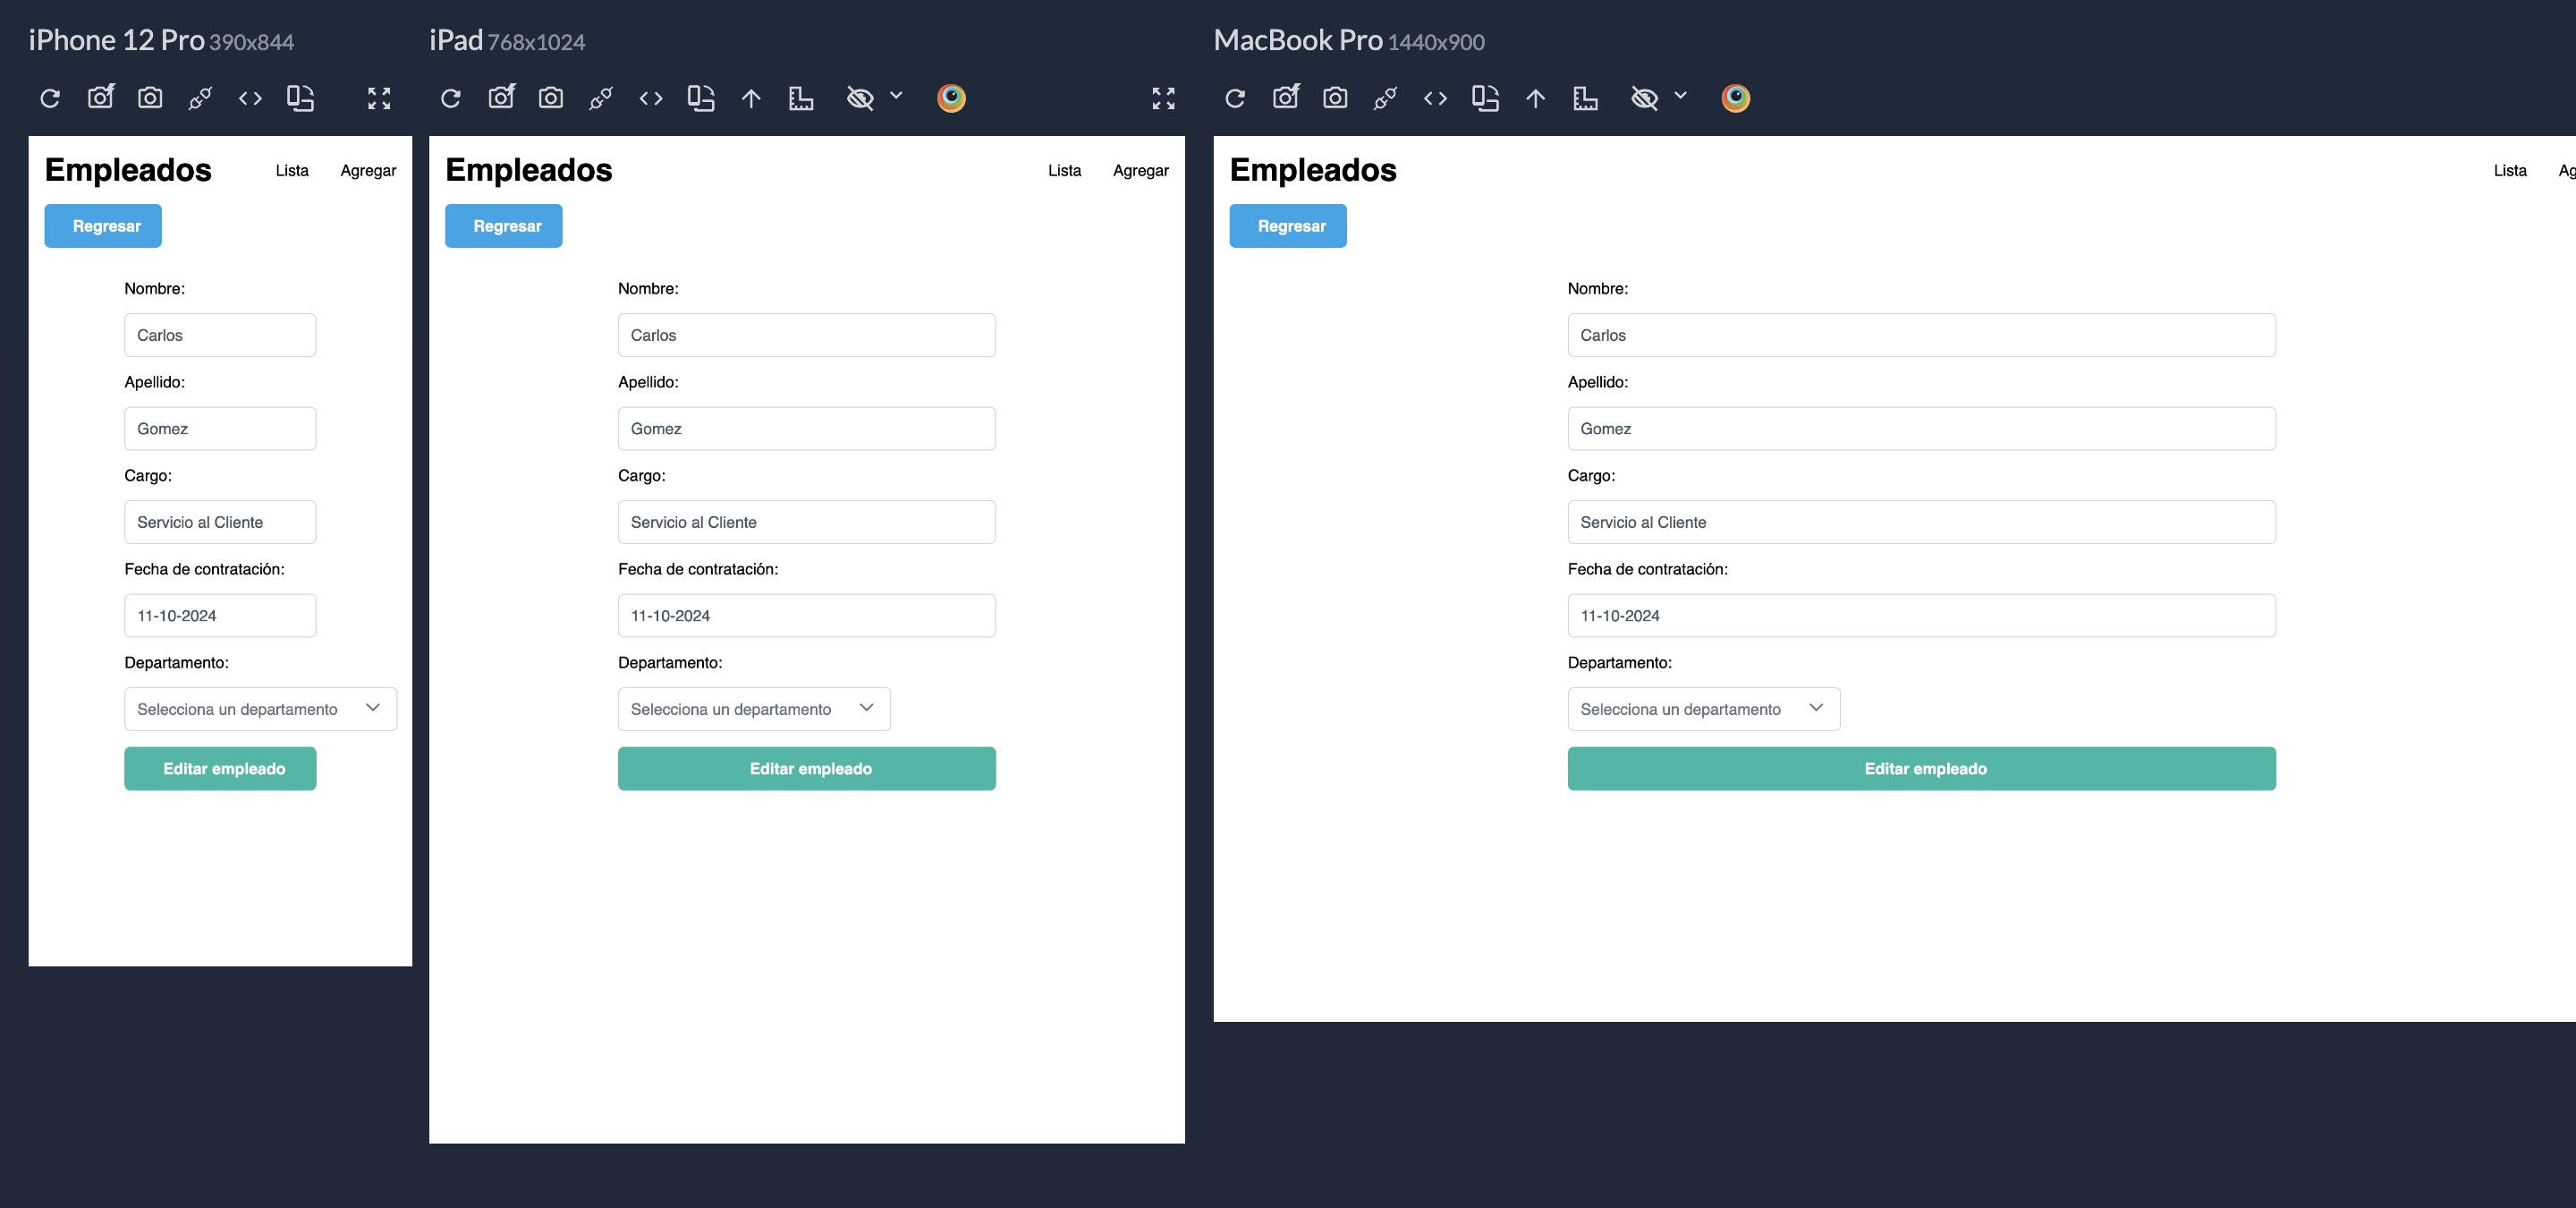 iPhone 12 Pro 390x844
Empleados
Lista
Agregar
Regresar
Nombre:
Carlos
Apellido:
Gomez
Cargo:
Servicio al Cliente
Fecha de contratación:
11-10-2024
Departamento:
Selecciona un departamento
Editar empleado
iPad 768x1024
Empleados
Lista
Agregar
Regresar
Nombre:
Carlos
Apellido:
Gomez
Cargo:
Servicio al Cliente
Fecha de contratación:
11-10-2024
Departamento:
Selecciona un departamento
Editar empleado
MacBook Pro 1440x900
Empleados
Lista
Ag
Regresar
Nombre:
Carlos
Apellido:
Gomez
Cargo:
Servicio al Cliente
Fecha de contratación:
11-10-2024
Departamento:
Selecciona un departamento
Editar empleado